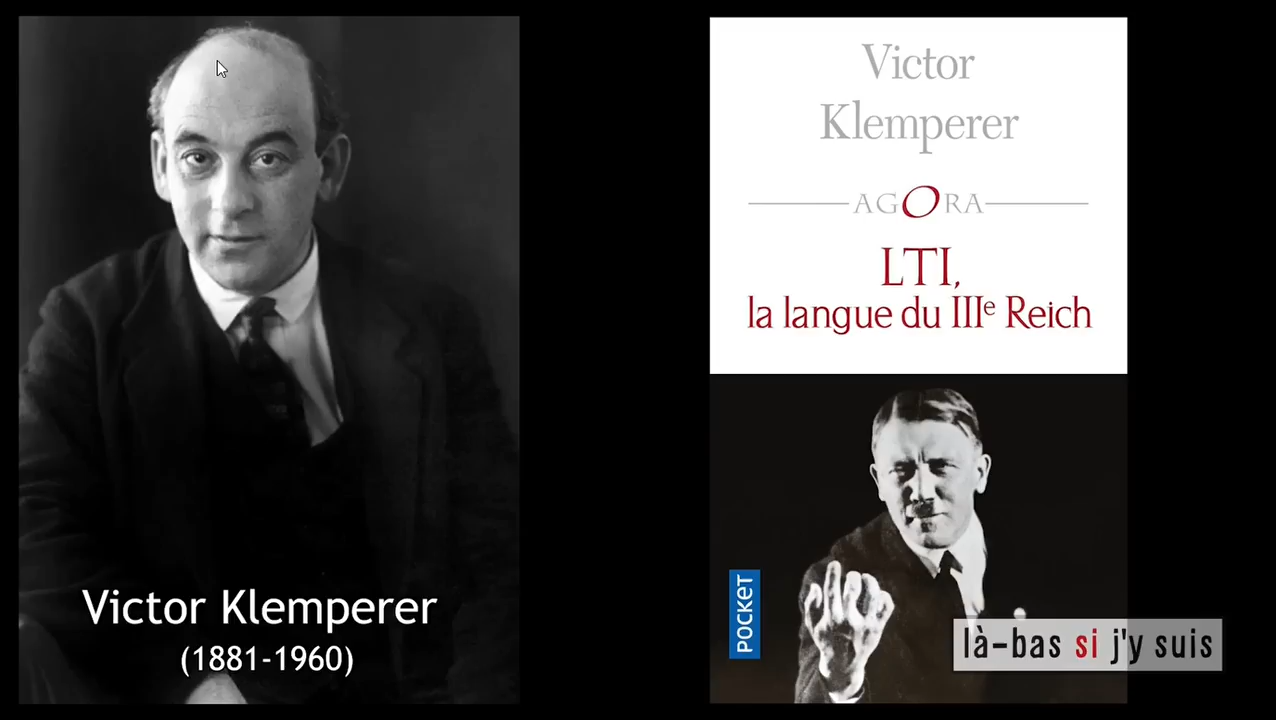 Victor Klemperer
(1881-1960)
Victor
Klemperer
AGORA
LTI,
la langue du IIIe Reich
POCKET
là-bas si j'y suis